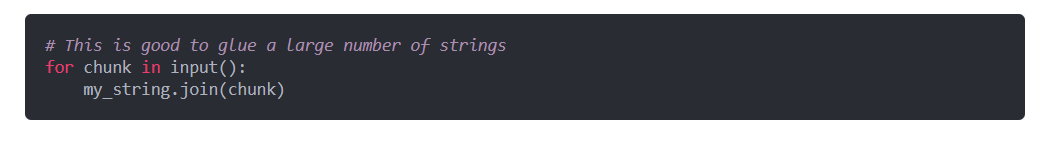 # This is good to glue a large number of strings
for chunk in input():
    my_string.join(chunk)